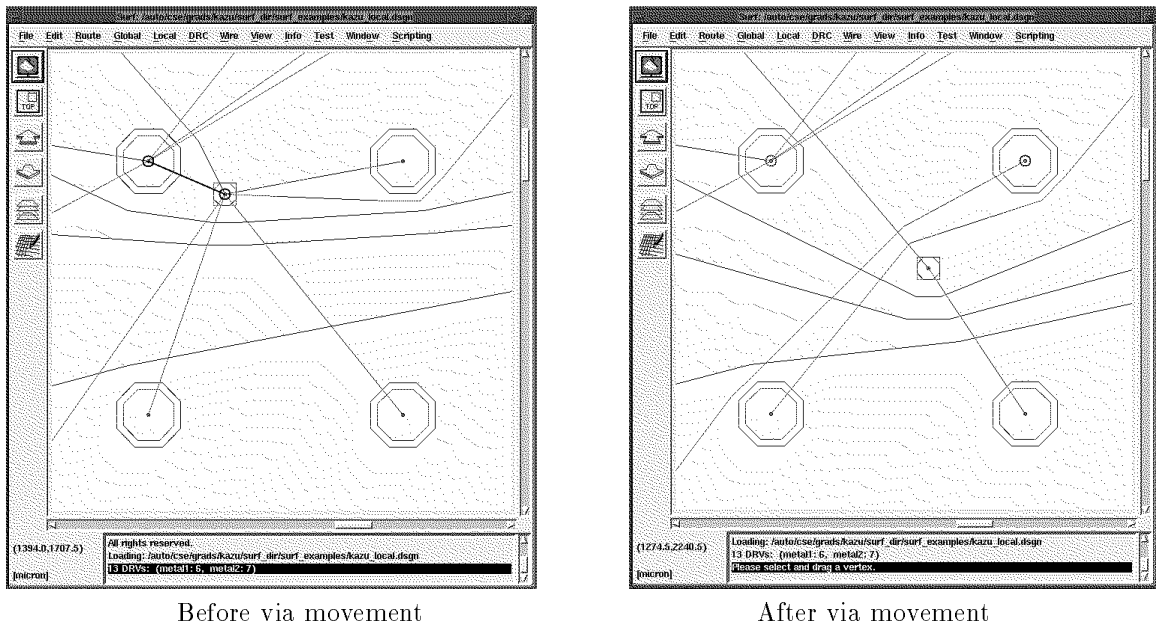 Surf: /auto/cse/grads/kazu/surf_dir/surf_examples/kazu_local.dsgn
File Edit Route Global Local DRC Wire View Info Test Window Scripting
TOP
(1394.0,1707.5)
[micron]
All rights reserved.
Loading: /auto/cse/grads/kazu/surf_dir/surf_examples/kazu_local.dsgn
13 DRVs: (metal1: 6, metal2: 7)
Before via movement
Surf: /auto/cse/grads/kazu/surf_dir/surf_examples/kazu_local.dsgn
File Edit Route Global Local DRC Wire View Info Test Window Scripting
TOP
(1274.5,2240.5)
[micron]
Loading: /auto/cse/grads/kazu/surf_dir/surf_examples/kazu_local.dsgn
13 DRVs: (metal1: 6, metal2: 7)
Please select and drag a vertex.
After via movement